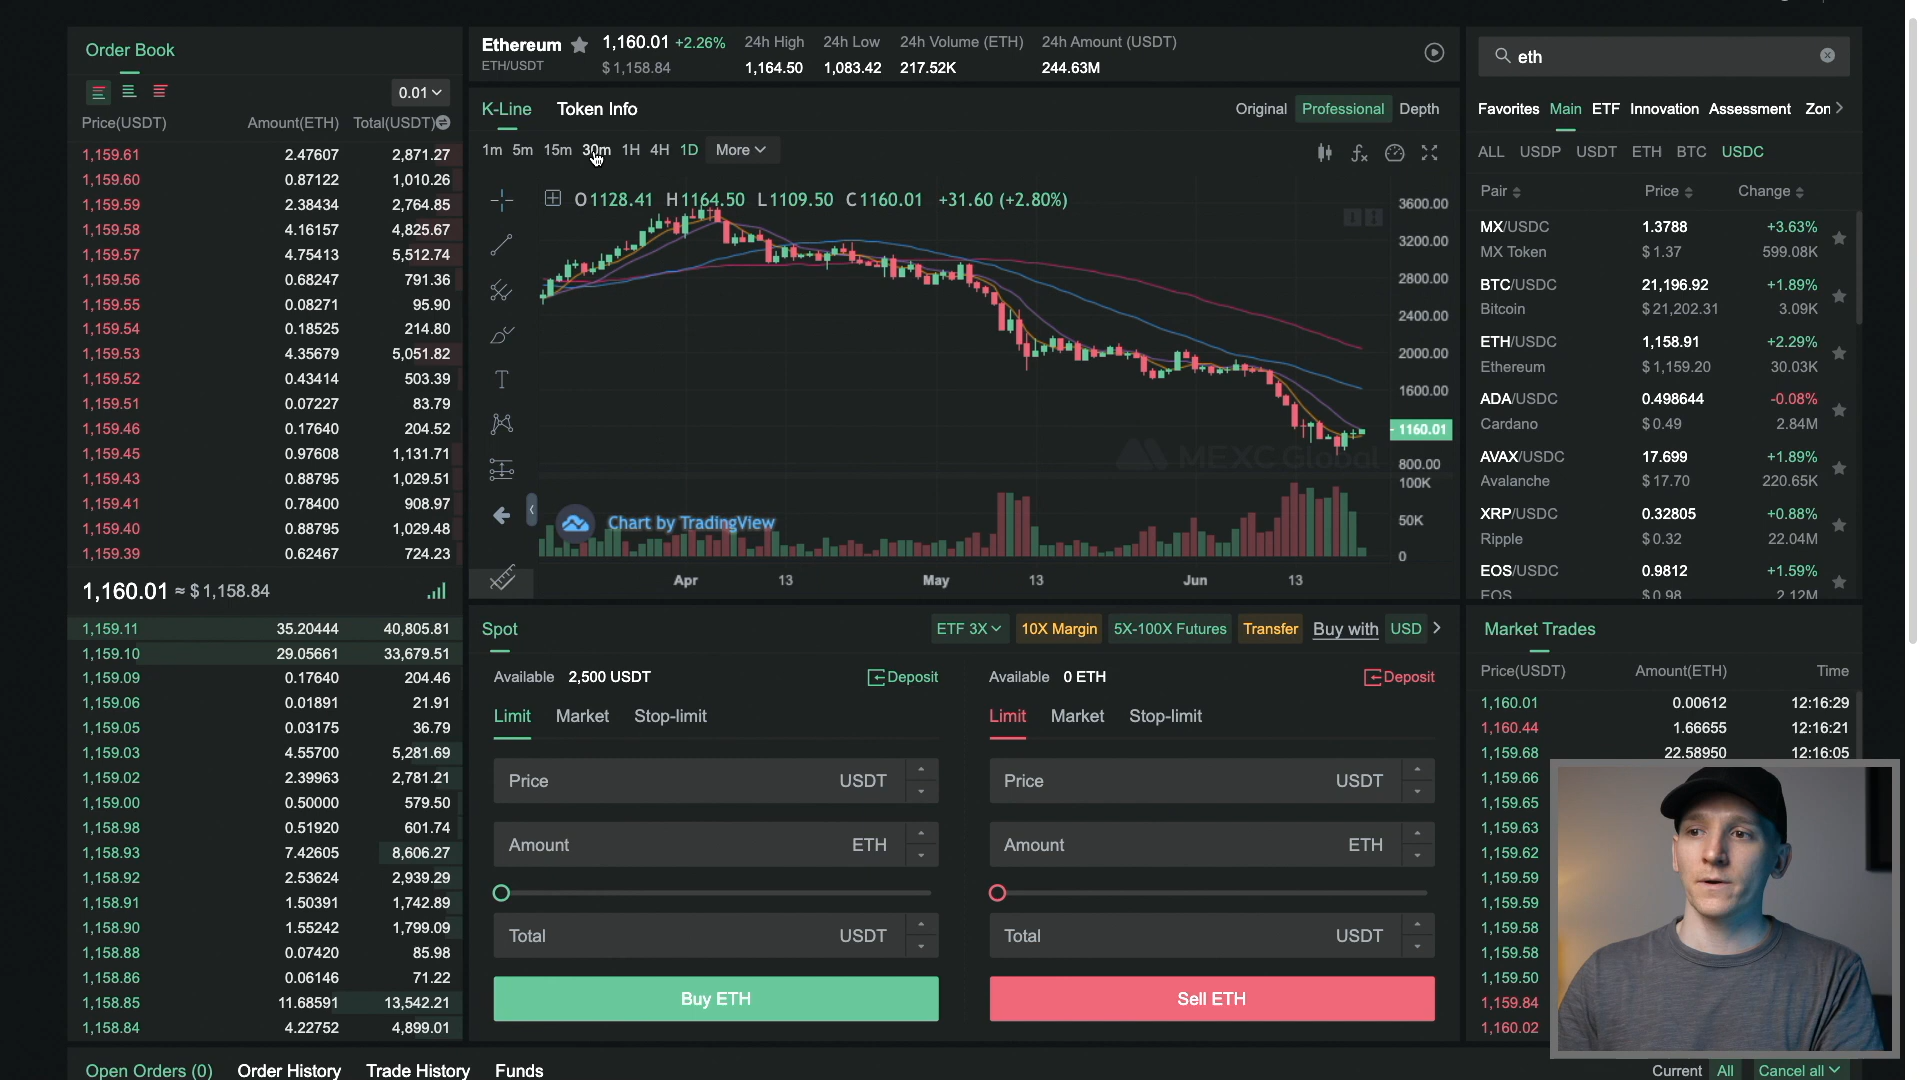 Order Book
0.01
Price(USDT) Amount(ETH) Total(USDT)
1,159.61 2.47607 2,871.27
1,159.60 0.87122 1,010.26
1,159.59 2.38434 2,764.85
1,159.58 4.16157 4,825.67
1,159.57 4.75413 5,512.74
1,159.56 0.68247 791.36
1,159.55 0.08271 95.90
1,159.54 0.18525 214.80
1,159.53 4.35679 5,051.82
1,159.52 0.43414 503.39
1,159.51 0.07227 83.79
1,159.46 0.17640 204.52
1,159.45 0.97608 1,131.71
1,159.43 0.88795 1,029.51
1,159.41 0.78400 908.97
1,159.40 0.88795 1,029.48
1,159.39 0.62467 724.23
1,160.01 ≈ $1,158.84
1,159.11 35.20444 40,805.81
1,159.10 29.05661 33,679.51
1,159.09 0.17640 204.46
1,159.06 0.01891 21.91
1,159.05 0.03175 36.79
1,159.03 4.55700 5,281.69
1,159.02 2.39963 2,781.21
1,159.00 0.50000 579.50
1,158.98 0.51920 601.74
1,158.93 7.42605 8,606.27
1,158.92 2.53624 2,939.29
1,158.91 1.50391 1,742.89
1,158.90 1.55242 1,799.09
1,158.88 0.07420 85.98
1,158.86 0.06146 71.22
1,158.85 11.68591 13,542.21
1,158.84 4.22752 4,899.01
Ethereum 1,160.01 +2.26% 24h High 24h Low 24h Volume (ETH) 24h Amount (USDT)
ETH/USDT $1,158.84 1,164.50 1,083.42 217.52K 244.63M
K-Line Token Info Original Professional Depth
1m 5m 15m 30m 1H 4H 1D More
O1128.41 H1164.50 L1109.50 C1160.01 +31.60 (+2.80%)
3600.00
3200.00
2800.00
2400.00
2000.00
1600.00
1160.01
MEXC Global
800.00
100K
Chart by TradingView
50K
0
Apr 13 May 13 Jun 13
Spot ETF 3X 10X Margin 5X-100X Futures Transfer Buy with USD
Available 2,500 USDT Deposit
Limit Market Stop-limit
Price USDT
Amount ETH
Total USDT
Buy ETH
Available 0 ETH Deposit
Limit Market Stop-limit
Price USDT
Amount ETH
Total USDT
Sell ETH
eth
Favorites Main ETF Innovation Assessment Zon
ALL USDP USDT ETH BTC USDC
Pair Price Change
MX/USDC 1.3788 +3.63%
MX Token $1.37 599.08K
BTC/USDC 21,196.92 +1.89%
Bitcoin $21,202.31 3.09K
ETH/USDC 1,158.91 +2.29%
Ethereum $1,159.20 30.03K
ADA/USDC 0.498644 -0.08%
Cardano $0.49 2.84M
AVAX/USDC 17.699 +1.89%
Avalanche $17.70 220.65K
XRP/USDC 0.32805 +0.88%
Ripple $0.32 22.04M
EOS/USDC 0.9812 +1.59%
EOS $0.98 2.12M
Market Trades
Price(USDT) Amount(ETH) Time
1,160.01 0.00612 12:16:29
1,160.44 1.66655 12:16:21
1,159.68 22.58950 12:16:05
1,159.66
1,159.65
1,159.63
1,159.62
1,159.59
1,159.59
1,159.58
1,159.58
1,159.50
1,159.84
1,160.02
Open Orders (0) Order History Trade History Funds Current All Cancel all